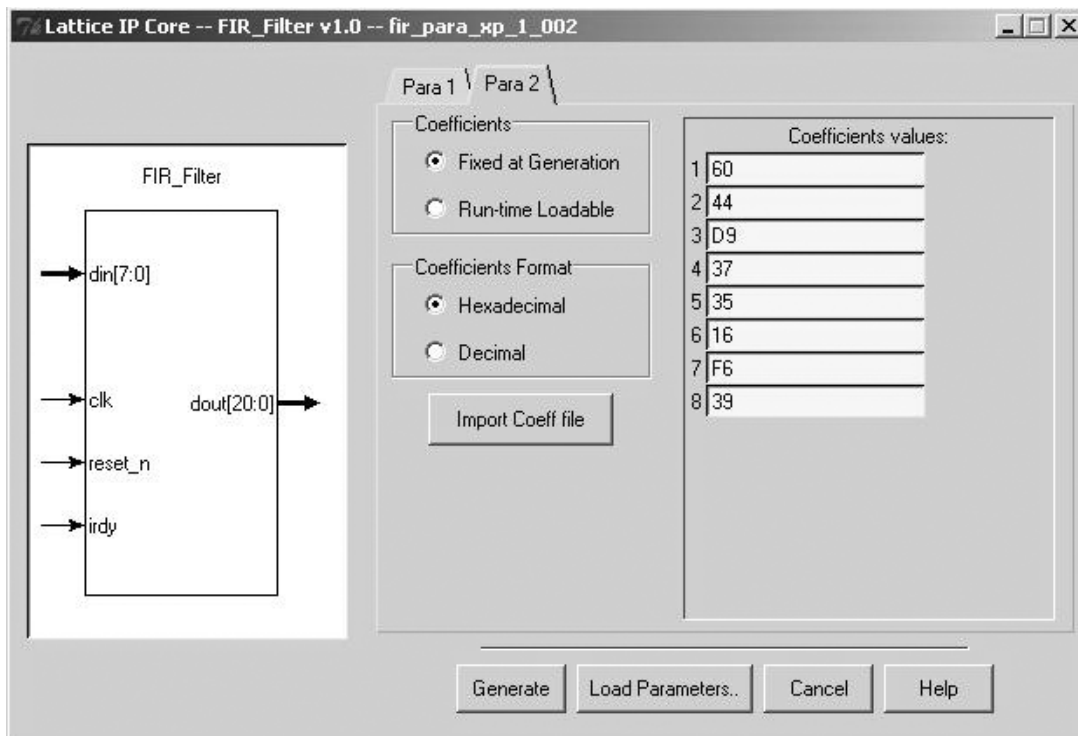 Lattice IP Core -- FIR_Filter v1.0 -- fir_para_xp_1_002
Para 1
Para 2
FIR_Filter
din[7:0]
clk
dout[20:0]
reset_n
irdy
Coefficients
Fixed at Generation
Run-time Loadable
Coefficients Format
Hexadecimal
Decimal
Import Coeff file
Coefficients values:
1 60
2 44
3 D9
4 37
5 35
6 16
7 F6
8 39
Generate
Load Parameters..
Cancel
Help